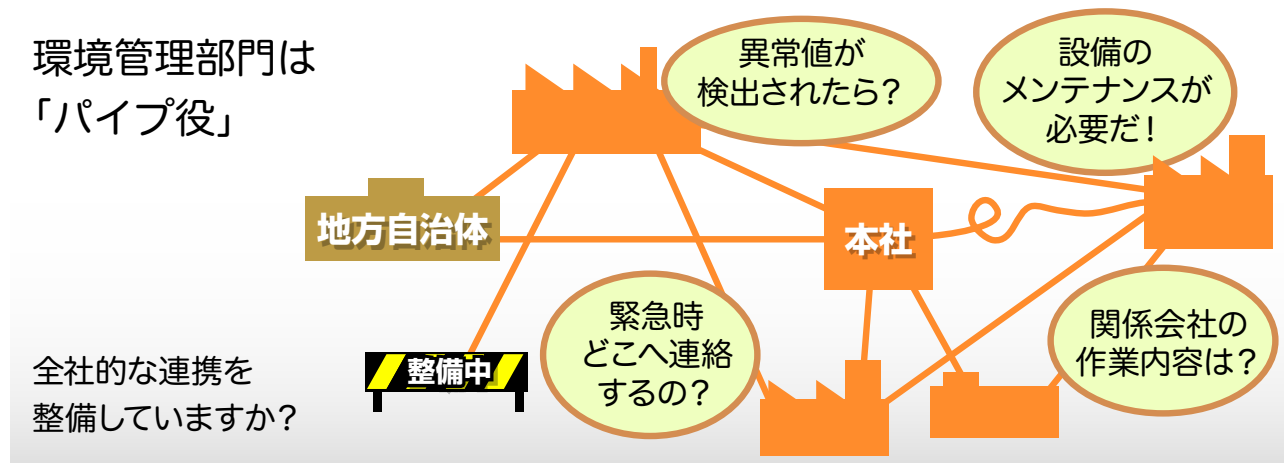 環境管理部門は
「パイプ役」
異常値が
検出されたら?
設備の
メンテナンスが
必要だ!
地方自治体
本社
緊急時
どこへ連絡
するの?
関係会社の
作業内容は?
整備中
全社的な連携を
整備していますか?